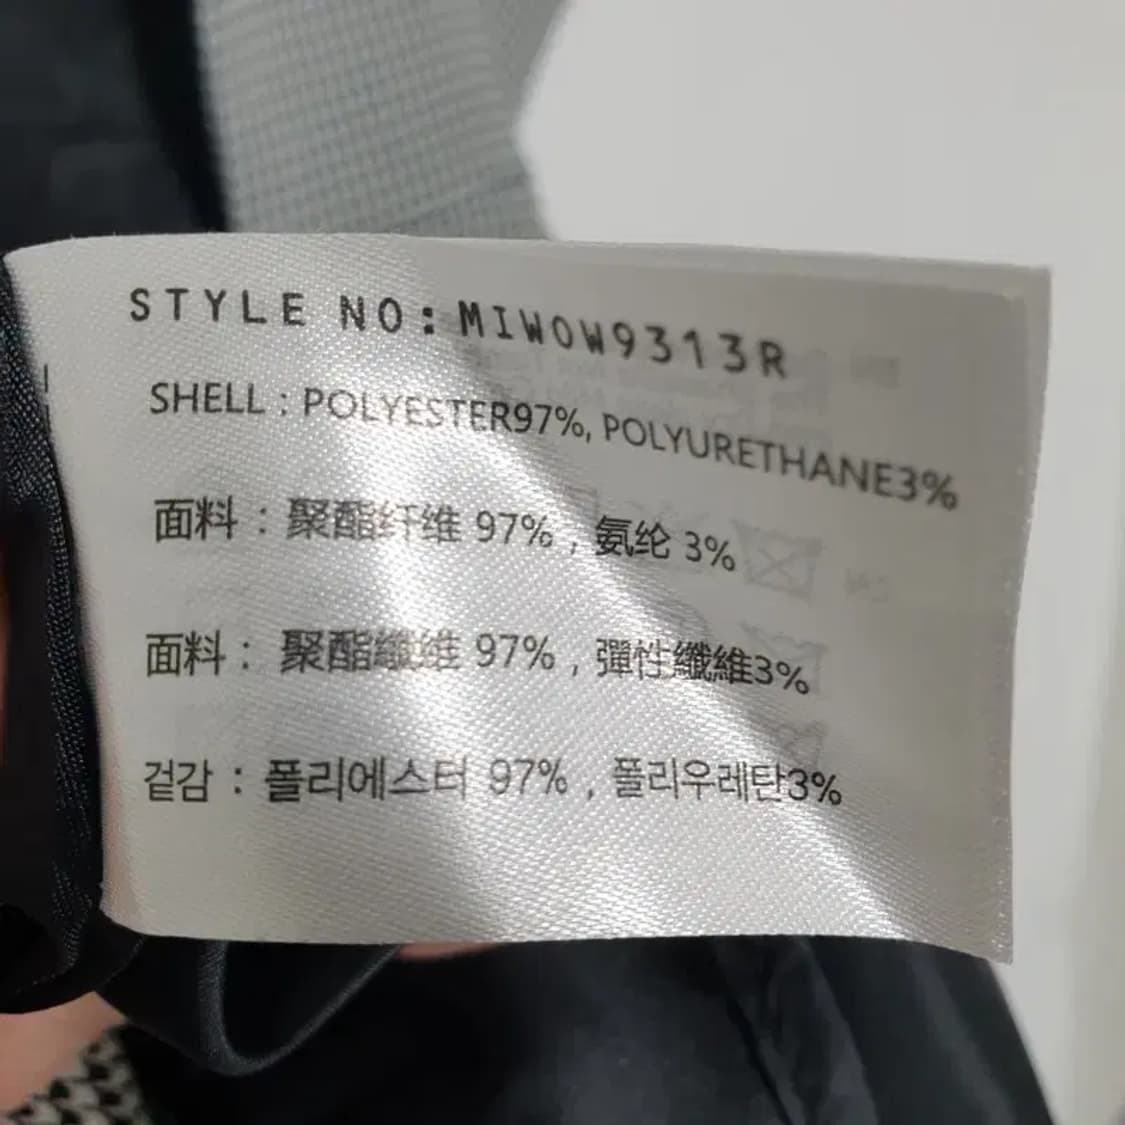 STYLE NO: MIWOW9313R
SHELL : POLYESTER97%, POLYURETHANE3%
面料 : 聚酯纤维 97% , 氨纶 3%
面料 : 聚酯纖维 97% , 彈性纖維3%
겉감 : 폴리에스터 97% , 폴리우레탄3%